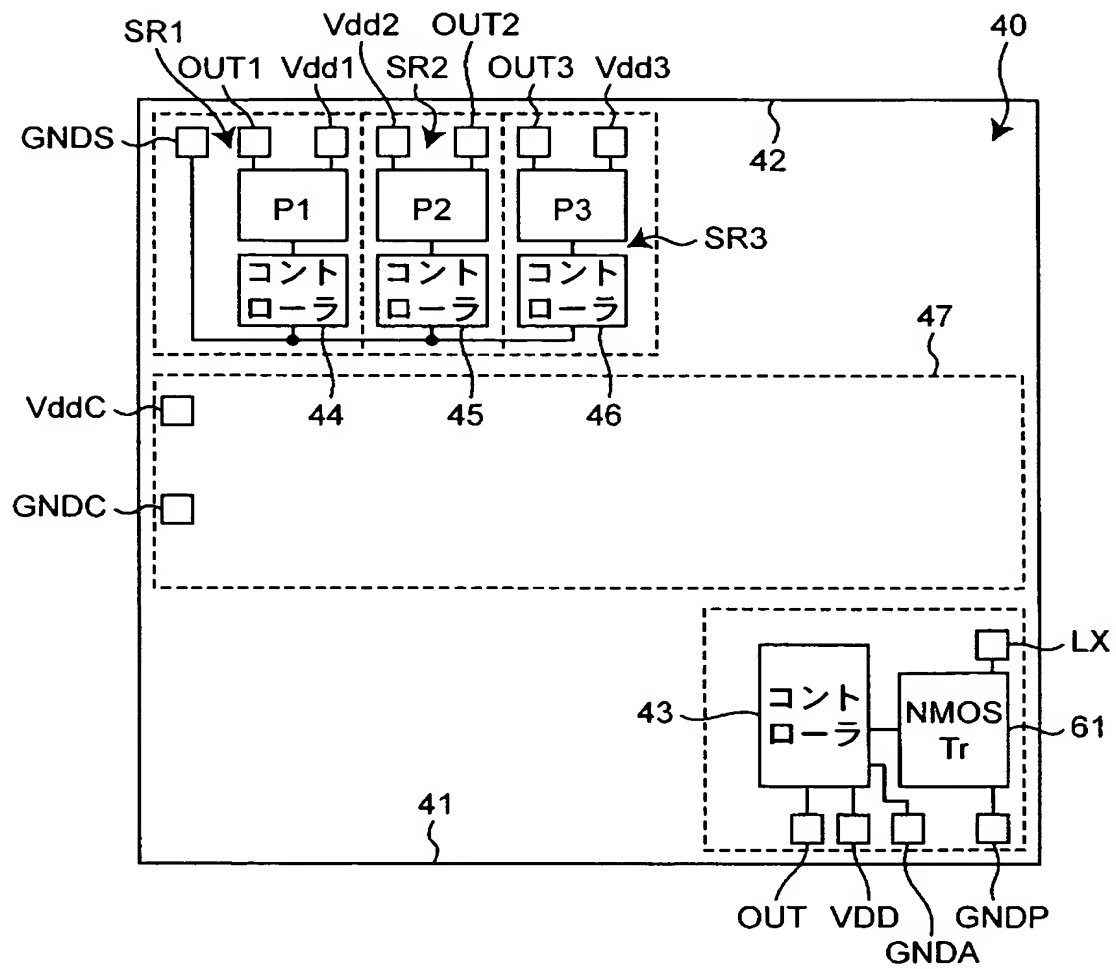 SR1
OUT1
Vdd1
Vdd2
SR2
OUT2
OUT3
Vdd3
40
GNDS
42
P1
P2
P3
SR3
コント
ローラ
コント
ローラ
コント
ローラ
44
45
46
47
VddC
GNDC
LX
43
コント
ローラ
NMOS
Tr
61
41
OUT
VDD
GNDA
GNDP